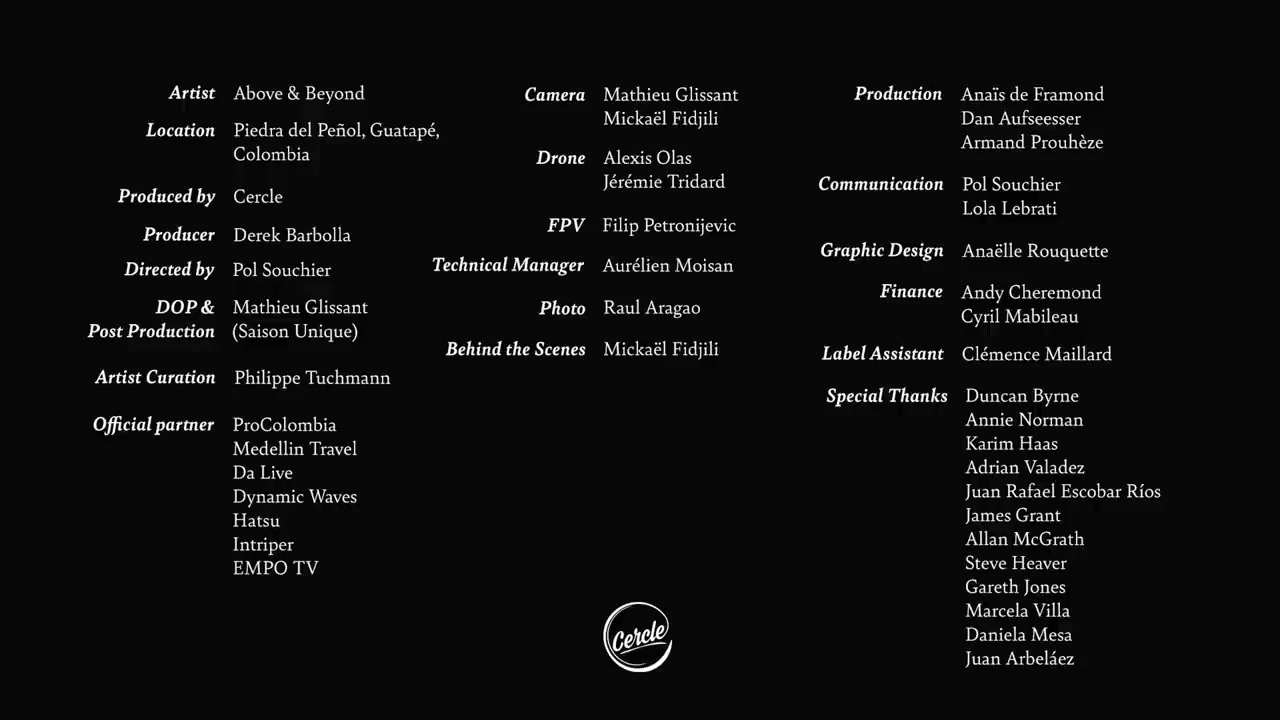 Artist Above & Beyond
Location Piedra del Peñol, Guatapé,
Colombia
Produced by Cercle
Producer Derek Barbolla
Directed by Pol Souchier
DOP & Mathieu Glissant
Post Production (Saison Unique)
Artist Curation Philippe Tuchmann
Official partner ProColombia
Medellin Travel
Da Live
Dynamic Waves
Hatsu
Intriper
EMPO TV
Camera Mathieu Glissant
Mickaël Fidjili
Drone Alexis Olas
Jérémie Tridard
FPV Filip Petronijevic
Technical Manager Aurélien Moisan
Photo Raul Aragao
Behind the Scenes Mickaël Fidjili
Production Anaïs de Framond
Dan Aufseesser
Armand Prouhèze
Communication Pol Souchier
Lola Lebrati
Graphic Design Anaëlle Rouquette
Finance Andy Cheremond
Cyril Mabileau
Label Assistant Clémence Maillard
Special Thanks Duncan Byrne
Annie Norman
Karim Haas
Adrian Valadez
Juan Rafael Escobar Ríos
James Grant
Allan McGrath
Steve Heaver
Gareth Jones
Marcela Villa
Daniela Mesa
Juan Arbeláez
Cercle